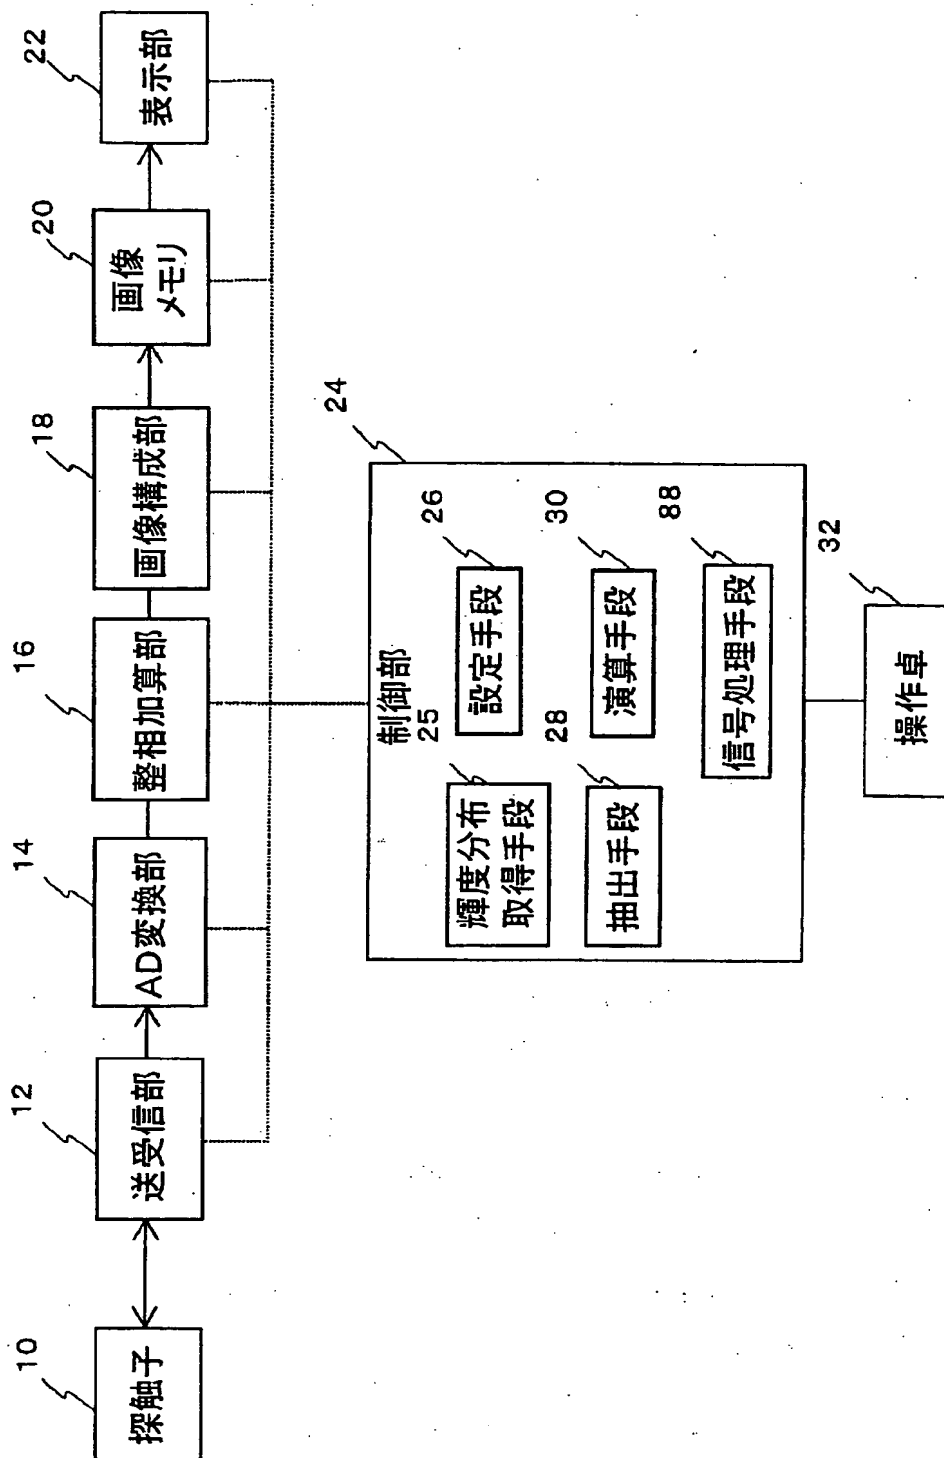 10
探触子
12
送受信部
14
AD変換部
16
整相加算部
18
画像構成部
20
画像
メモリ
22
表示部
24
制御部
25
輝度分布
取得手段
26
設定手段
28
抽出手段
30
演算手段
88
信号処理手段
32
操作卓